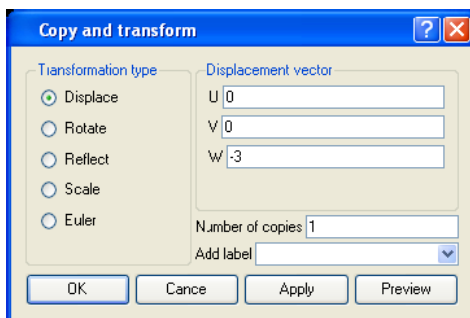 Copy and transform
Transformation type
Displace
Rotate
Reflect
Scale
Euler
Displacement vector
U 0
V 0
W -3
Number of copies 1
Add label
OK
Cance
Apply
Preview